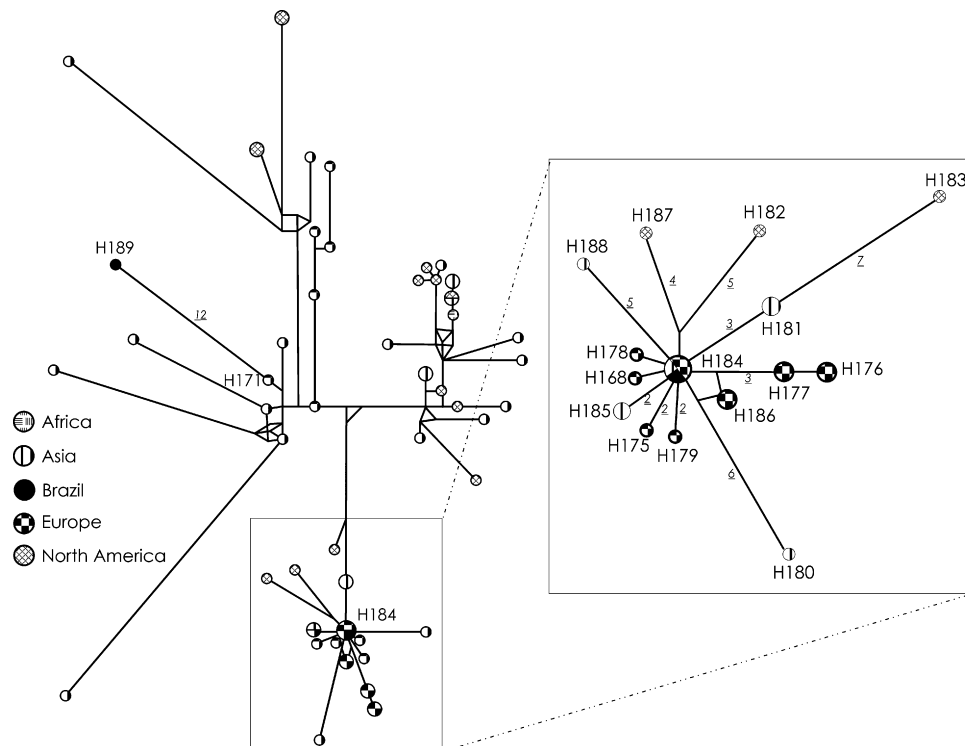 H183
H187
H182
H188
H189
7
4
5
5
12
3
H181
H178
H184
H176
H171
H168
3
H177
2
H185
2
2
H186
Africa
H175
H179
Asia
6
Brazil
Europe
North America
H180
H184